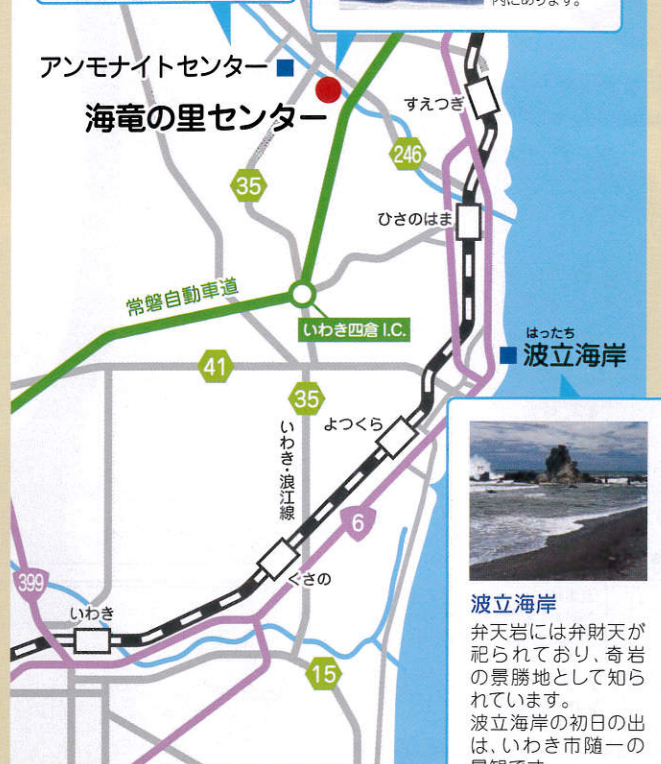 内にあります。
アンモナイトセンター
海竜の里センター
すえつぎ
246
35
ひさのはま
常磐自動車道
いわき四倉 I.C.
はったち
波立海岸
41
35
よつくら
いわき・浪江線
6
くさの
399
いわき
15
波立海岸
弁天岩には弁財天が
祀られており、奇岩
の景勝地として知ら
れています。
波立海岸の初日の出
は、いわき市随一の